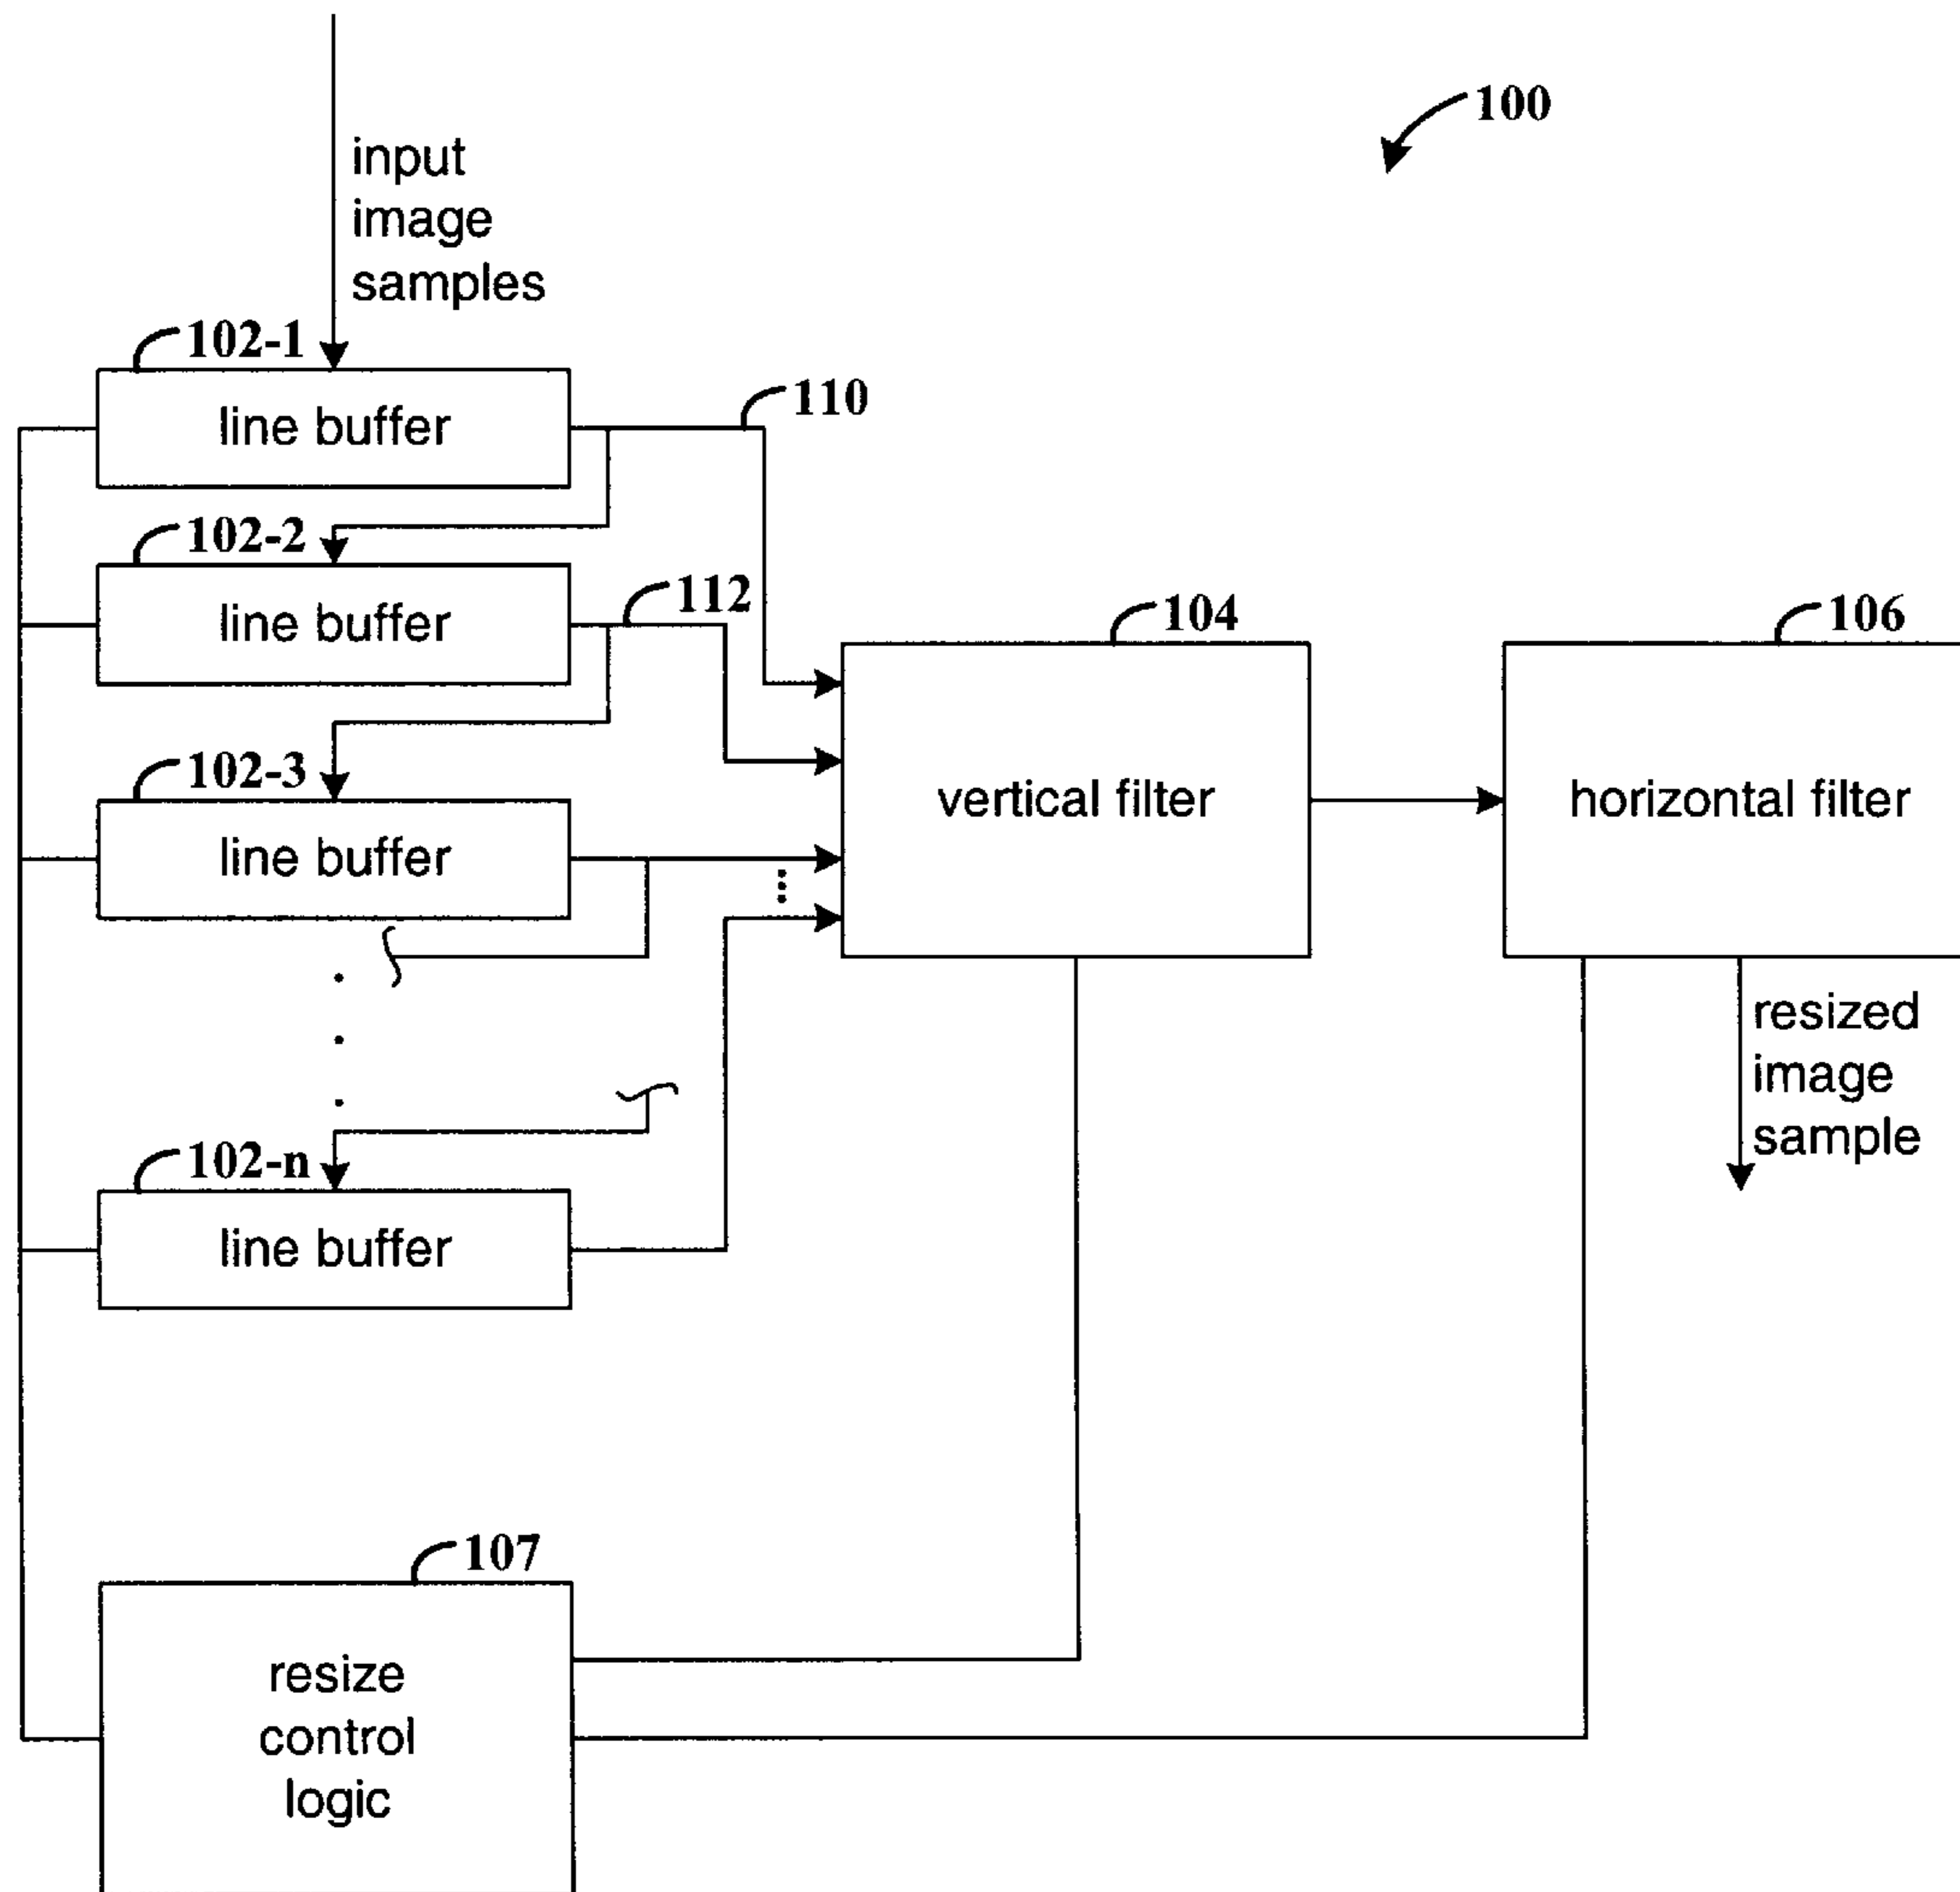 100
input
image
samples
102-1
line buffer
110
102-2
line buffer
112
104
106
102-3
line buffer
vertical filter
horizontal filter
resized
image
sample
102-n
line buffer
107
resize
control
logic